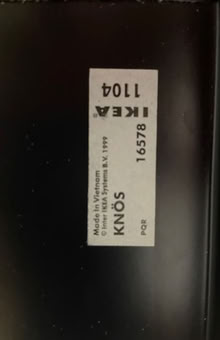 Made in Vietnam
© Inter IKEA Systems B.V. 1999
KNÖS
PQR
16578
IKEA®
1104